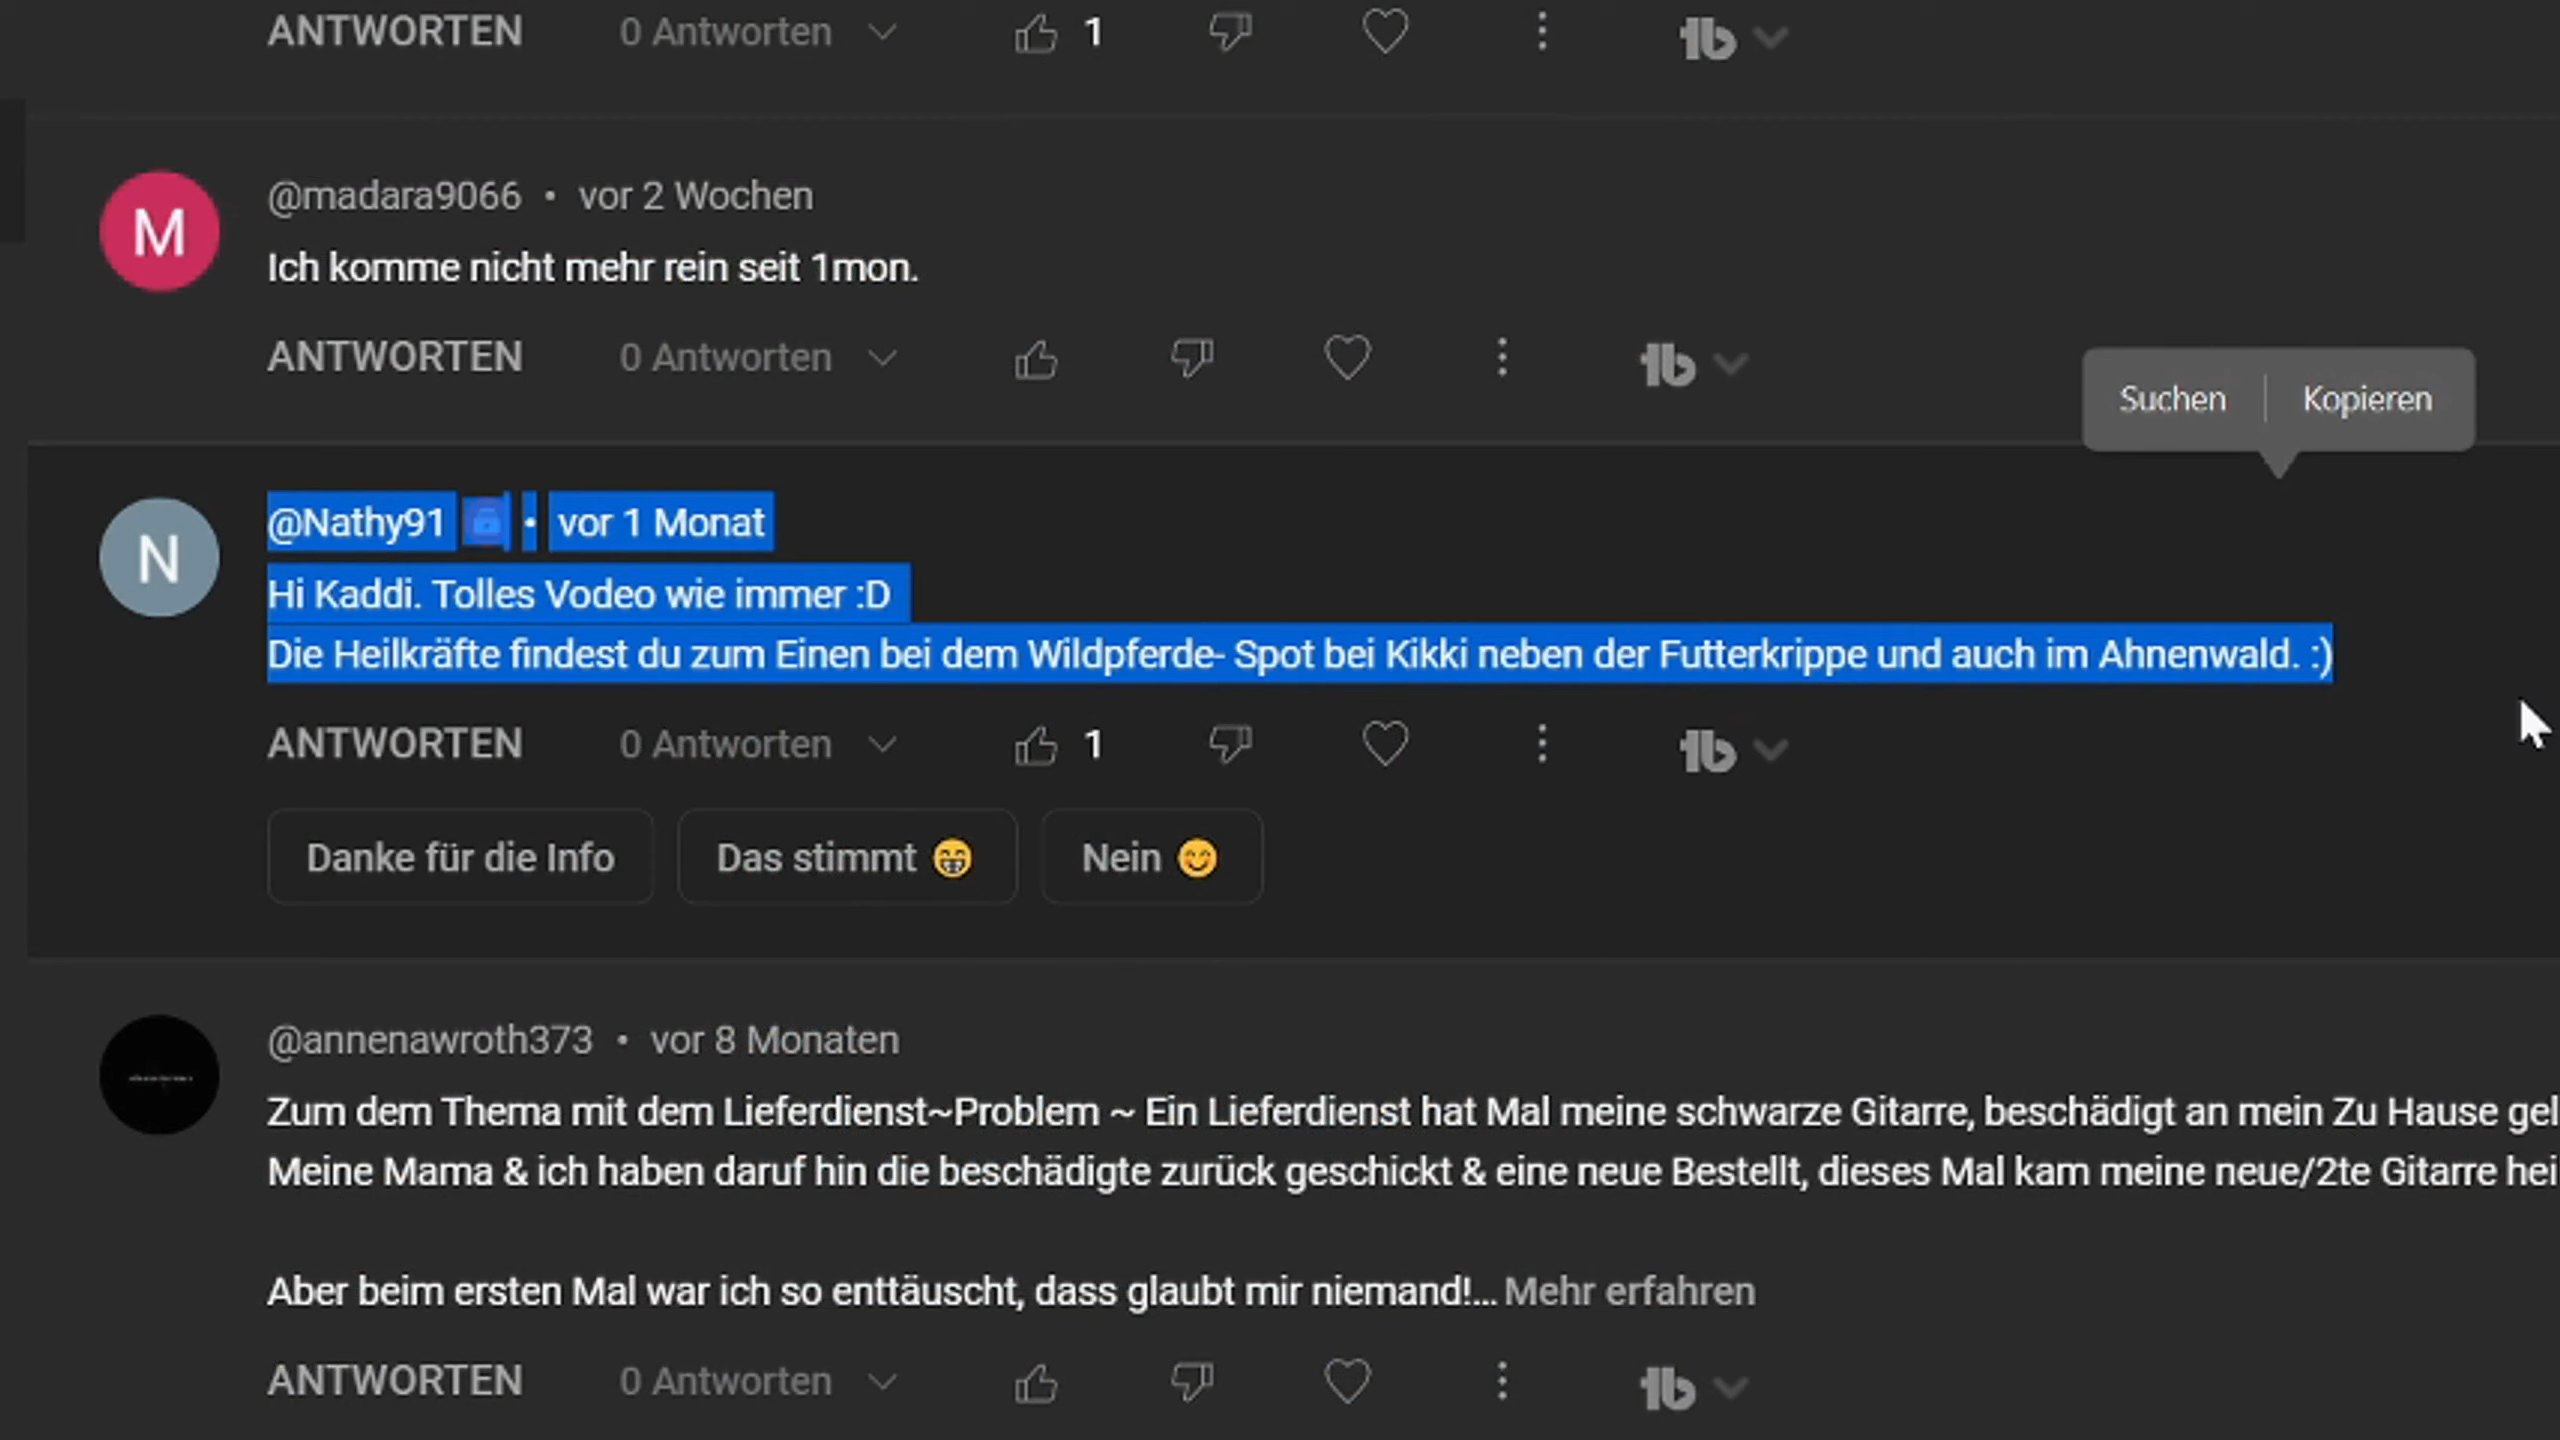 ANTWORTEN 0 Antworten 1
@madara9066 • vor 2 Wochen
M
Ich komme nicht mehr rein seit 1mon.
ANTWORTEN 0 Antworten
Suchen Kopieren
@Nathy91 • vor 1 Monat
N
Hi Kaddi. Tolles Vodeo wie immer :D
Die Heilkräfte findest du zum Einen bei dem Wildpferde- Spot bei Kikki neben der Futterkrippe und auch im Ahnenwald. :)
ANTWORTEN 0 Antworten 1
Danke für die Info Das stimmt 😁 Nein 😊
@annenawroth373 • vor 8 Monaten
Zum dem Thema mit dem Lieferdienst~Problem ~ Ein Lieferdienst hat Mal meine schwarze Gitarre, beschädigt an mein Zu Hause gel
Meine Mama & ich haben daruf hin die beschädigte zurück geschickt & eine neue Bestellt, dieses Mal kam meine neue/2te Gitarre hei
Aber beim ersten Mal war ich so enttäuscht, dass glaubt mir niemand!... Mehr erfahren
ANTWORTEN 0 Antworten